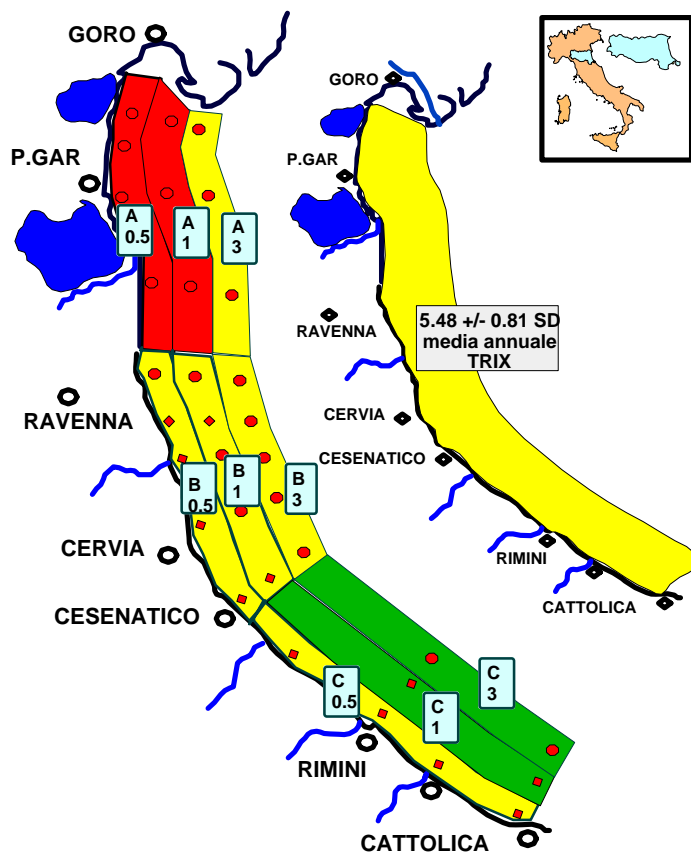 GORO
P.GAR
A
0.5
A
1
A
3
RAVENNA
B
0.5
B
1
B
3
CERVIA
CESENATICO
C
0.5
C
1
C
3
RIMINI
CATTOLICA
GORO
P.GAR
RAVENNA
5.48 +/- 0.81 SD
media annuale
TRIX
CERVIA
CESENATICO
RIMINI
CATTOLICA